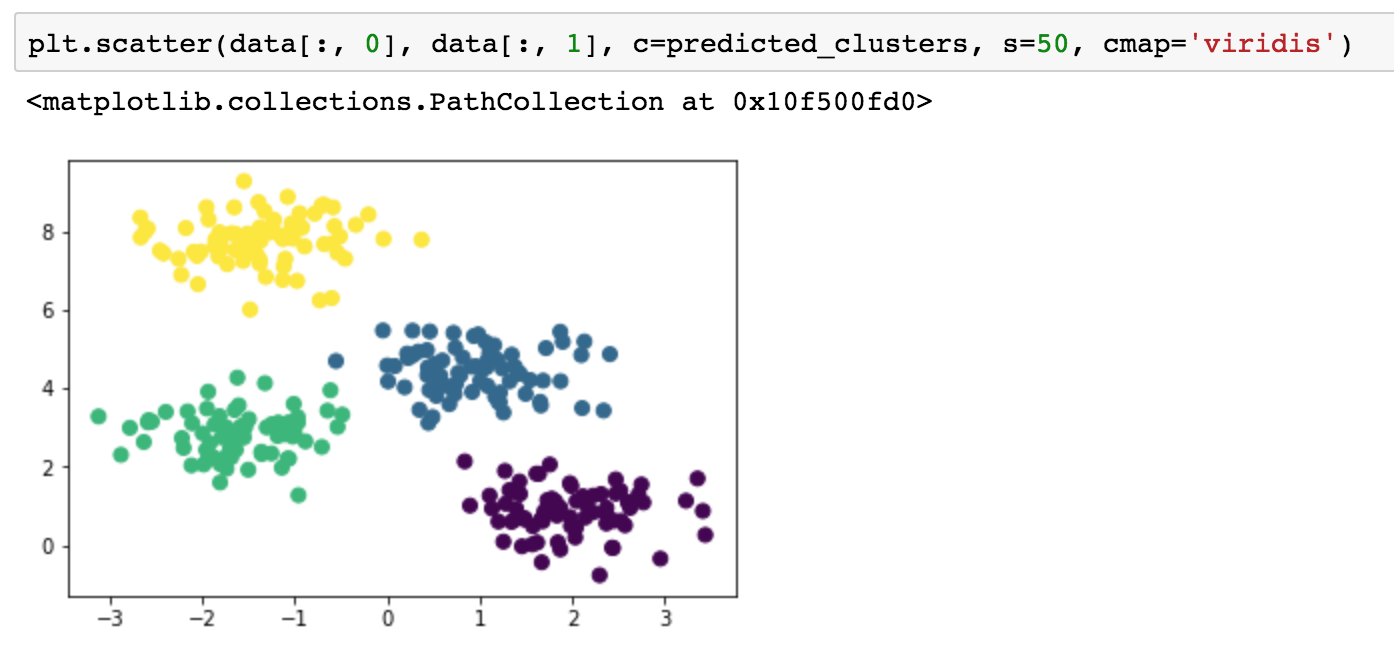 plt.scatter(data[:, 0], data[:, 1], c=predicted_clusters, s=50, cmap='viridis')
<matplotlib.collections.PathCollection at 0x10f500fd0>
8
6
4
2
0
−3 −2 −1 0 1 2 3